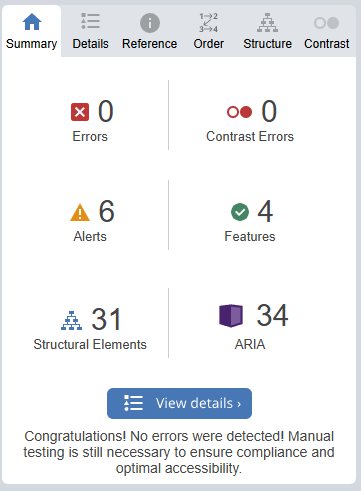 Summary Details Reference Order Structure Contrast
0 0
Errors Contrast Errors
6 4
Alerts Features
31 34
Structural Elements ARIA
View details ›
Congratulations! No errors were detected! Manual
testing is still necessary to ensure compliance and
optimal accessibility.